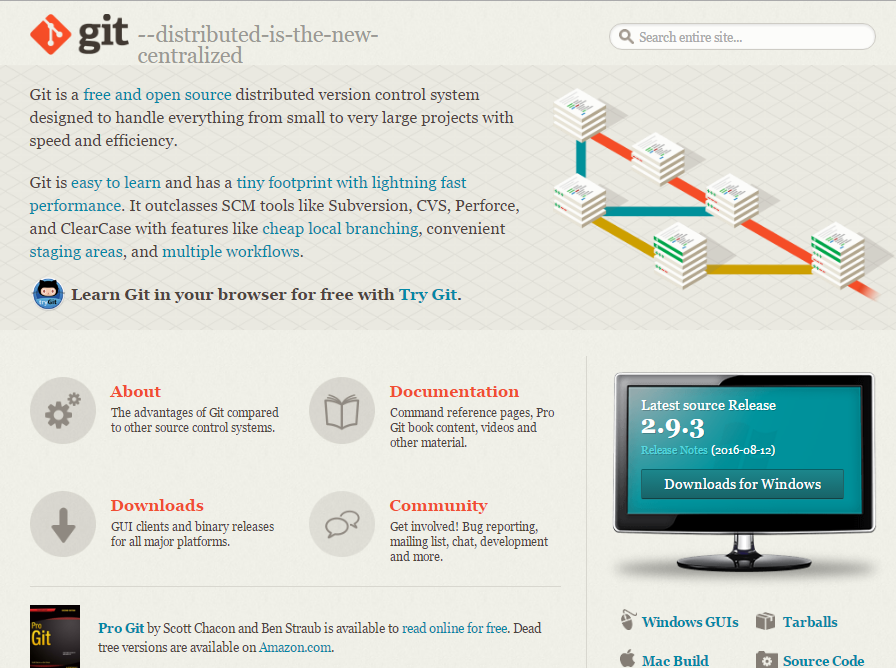 git --distributed-is-the-new-
centralized
Search entire site...
Git is a free and open source distributed version control system
designed to handle everything from small to very large projects with
speed and efficiency.
Git is easy to learn and has a tiny footprint with lightning fast
performance. It outclasses SCM tools like Subversion, CVS, Perforce,
and ClearCase with features like cheap local branching, convenient
staging areas, and multiple workflows.
Learn Git in your browser for free with Try Git.
About
The advantages of Git compared
to other source control systems.
Documentation
Command reference pages, Pro
Git book content, videos and
other material.
Downloads
GUI clients and binary releases
for all major platforms.
Community
Get involved! Bug reporting,
mailing list, chat, development
and more.
Latest source Release
2.9.3
Release Notes (2016-08-12)
Downloads for Windows
Windows GUIs
Tarballs
Mac Build
Source Code
Pro
Git
Pro Git by Scott Chacon and Ben Straub is available to read online for free. Dead
tree versions are available on Amazon.com.